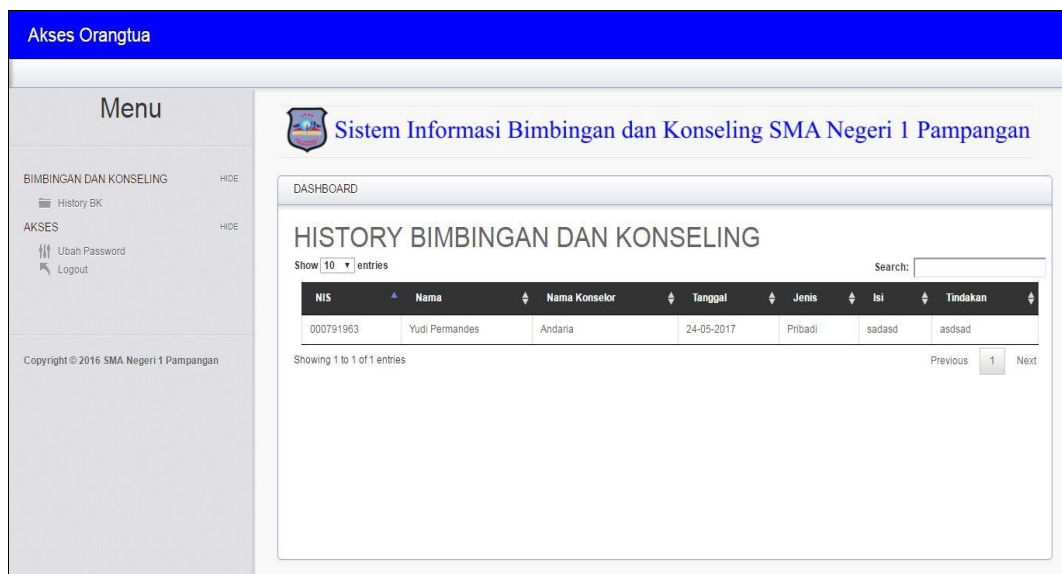 Akses Orangtua
Menu
BIMBINGAN DAN KONSELING HIDE
History BK
AKSES HIDE
Ubah Password
Logout
Copyright © 2016 SMA Negeri 1 Pampangan
Sistem Informasi Bimbingan dan Konseling SMA Negeri 1 Pampangan
DASHBOARD
HISTORY BIMBINGAN DAN KONSELING
Show 10 entries Search:
NIS Nama Nama Konselor Tanggal Jenis Isi Tindakan
000791963 Yudi Permandes Andaria 24-05-2017 Pribadi sadasd asdsad
Showing 1 to 1 of 1 entries Previous 1 Next